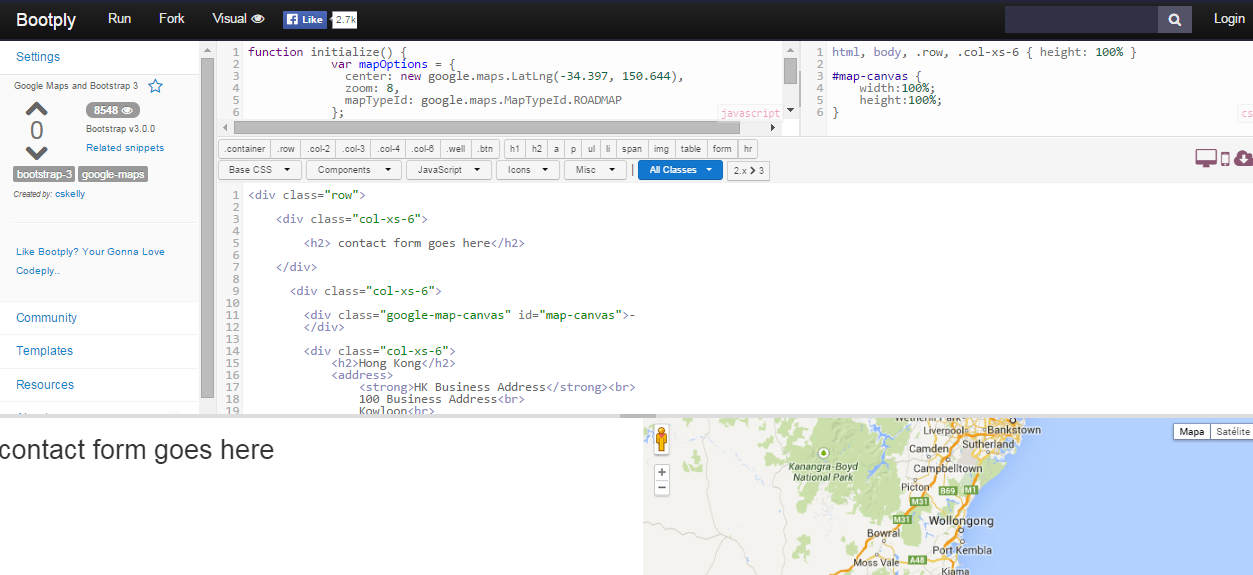 Bootply Run Fork Visual Like 2.7k Login
Settings
Google Maps and Bootstrap 3
8548
0
Bootstrap v3.0.0
Related snippets
bootstrap-3 google-maps
Created by: cskelly
Like Bootply? Your Gonna Love
Codeply..
Community
Templates
Resources
1 function initialize() {
2 var mapOptions = {
3 center: new google.maps.LatLng(-34.397, 150.644),
4 zoom: 8,
5 mapTypeId: google.maps.MapTypeId.ROADMAP
6 };
javascript
1 html, body, .row, .col-xs-6 { height: 100% }
2
3 #map-canvas {
4 width:100%;
5 height:100%;
6 }
cs
.container .row .col-2 .col-3 .col-4 .col-6 .well .btn h1 h2 a p ul li span img table form hr
Base CSS Components JavaScript Icons Misc | All Classes 2.x > 3
1 <div class="row">
2
3 <div class="col-xs-6">
4
5 <h2> contact form goes here</h2>
6
7 </div>
8
9 <div class="col-xs-6">
10
11 <div class="google-map-canvas" id="map-canvas">-
12 </div>
13
14 <div class="col-xs-6">
15 <h2>Hong Kong</h2>
16 <address>
17 <strong>HK Business Address</strong><br>
18 100 Business Address<br>
19 Kowloon<br>
contact form goes here
Mapa Satélite
+
−
Wetherill Park
Liverpool
Bankstown
Camden
Sutherland
Kanangra-Boyd
National Park
Campbelltown
Picton
B69 M1
M31
M31
Wollongong
Bowral
Port Kembla
Moss Vale
A48
Kiama